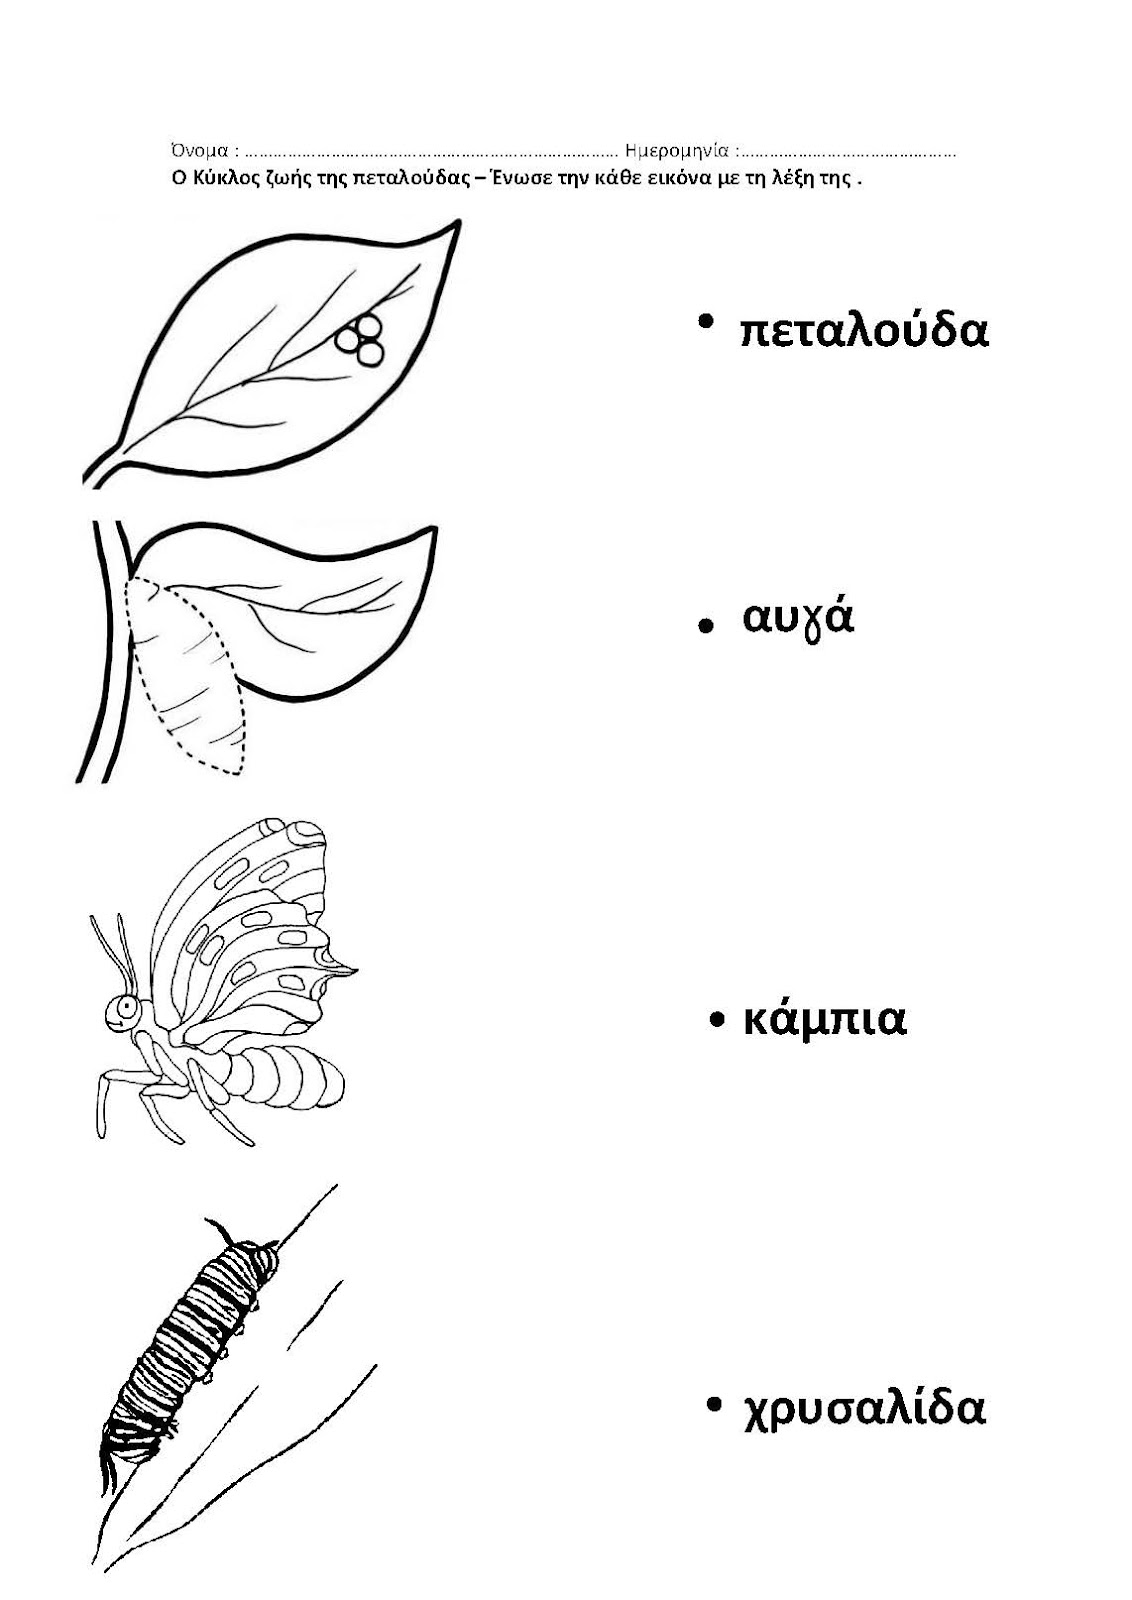 Όνομα : ........................................................................... Ημερομηνία :............................................
Ο Κύκλος ζωής της πεταλούδας – Ένωσε την κάθε εικόνα με τη λέξη της .
• πεταλούδα
• αυγά
• κάμπια
• χρυσαλίδα